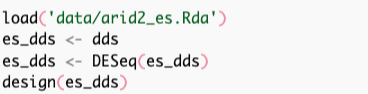 load('data/arid2_es.Rda')
es_dds <- dds
es_dds <- DESeq(es_dds)
design(es_dds)